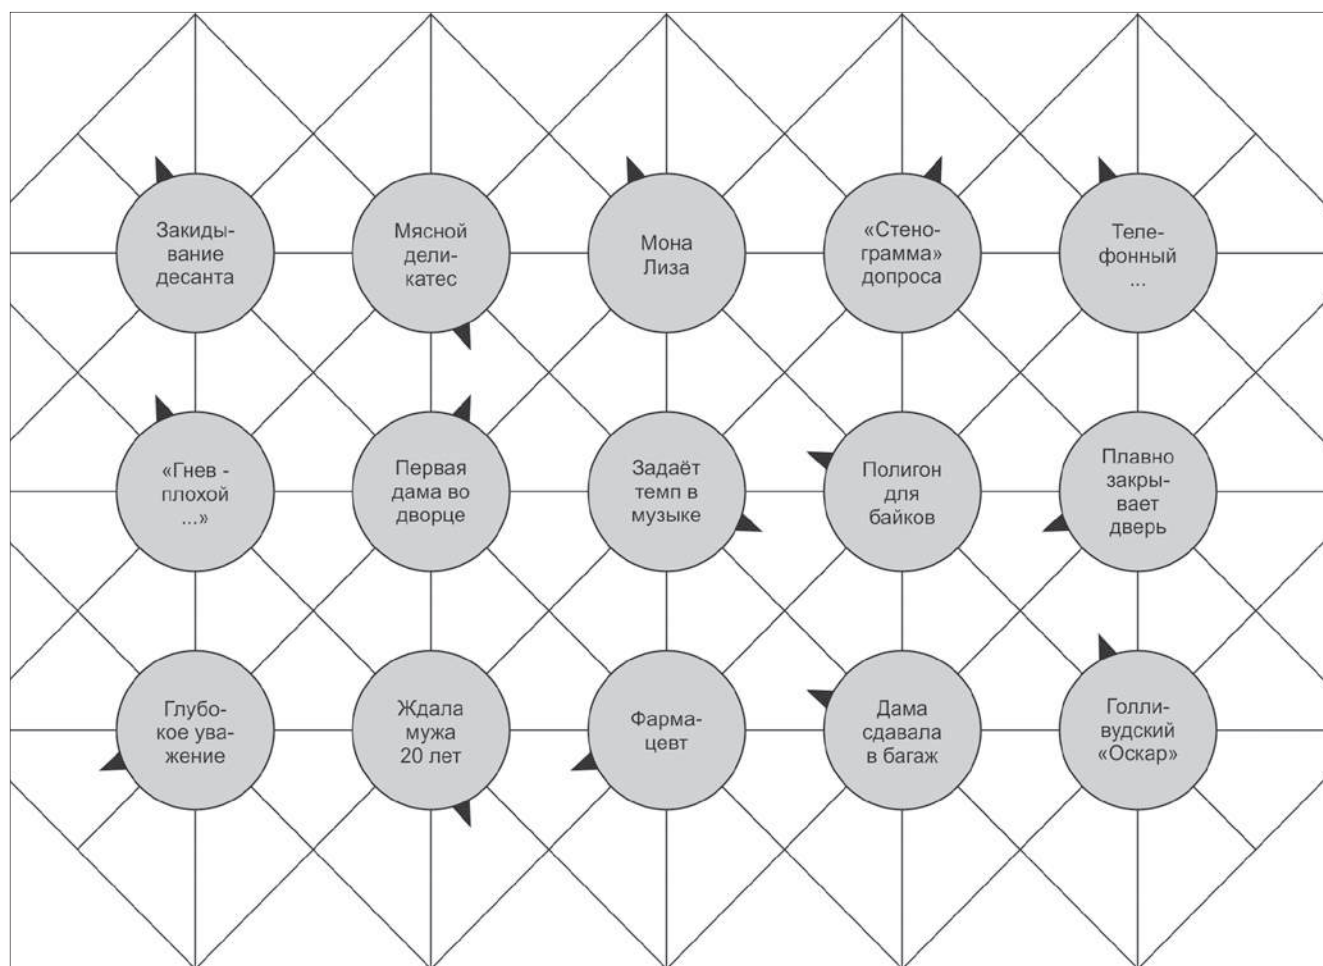 Закиды-
вание
десанта
Мясной
дели-
катес
Мона
Лиза
«Стено-
грамма»
допроса
Теле-
фонный
...
«Гнев -
плохой
...»
Первая
дама во
дворце
Задаёт
темп в
музыке
Полигон
для
байков
Плавно
закры-
вает
дверь
Глубо-
кое ува-
жение
Ждала
мужа
20 лет
Фарма-
цевт
Дама
сдавала
в багаж
Голли-
вудский
«Оскар»